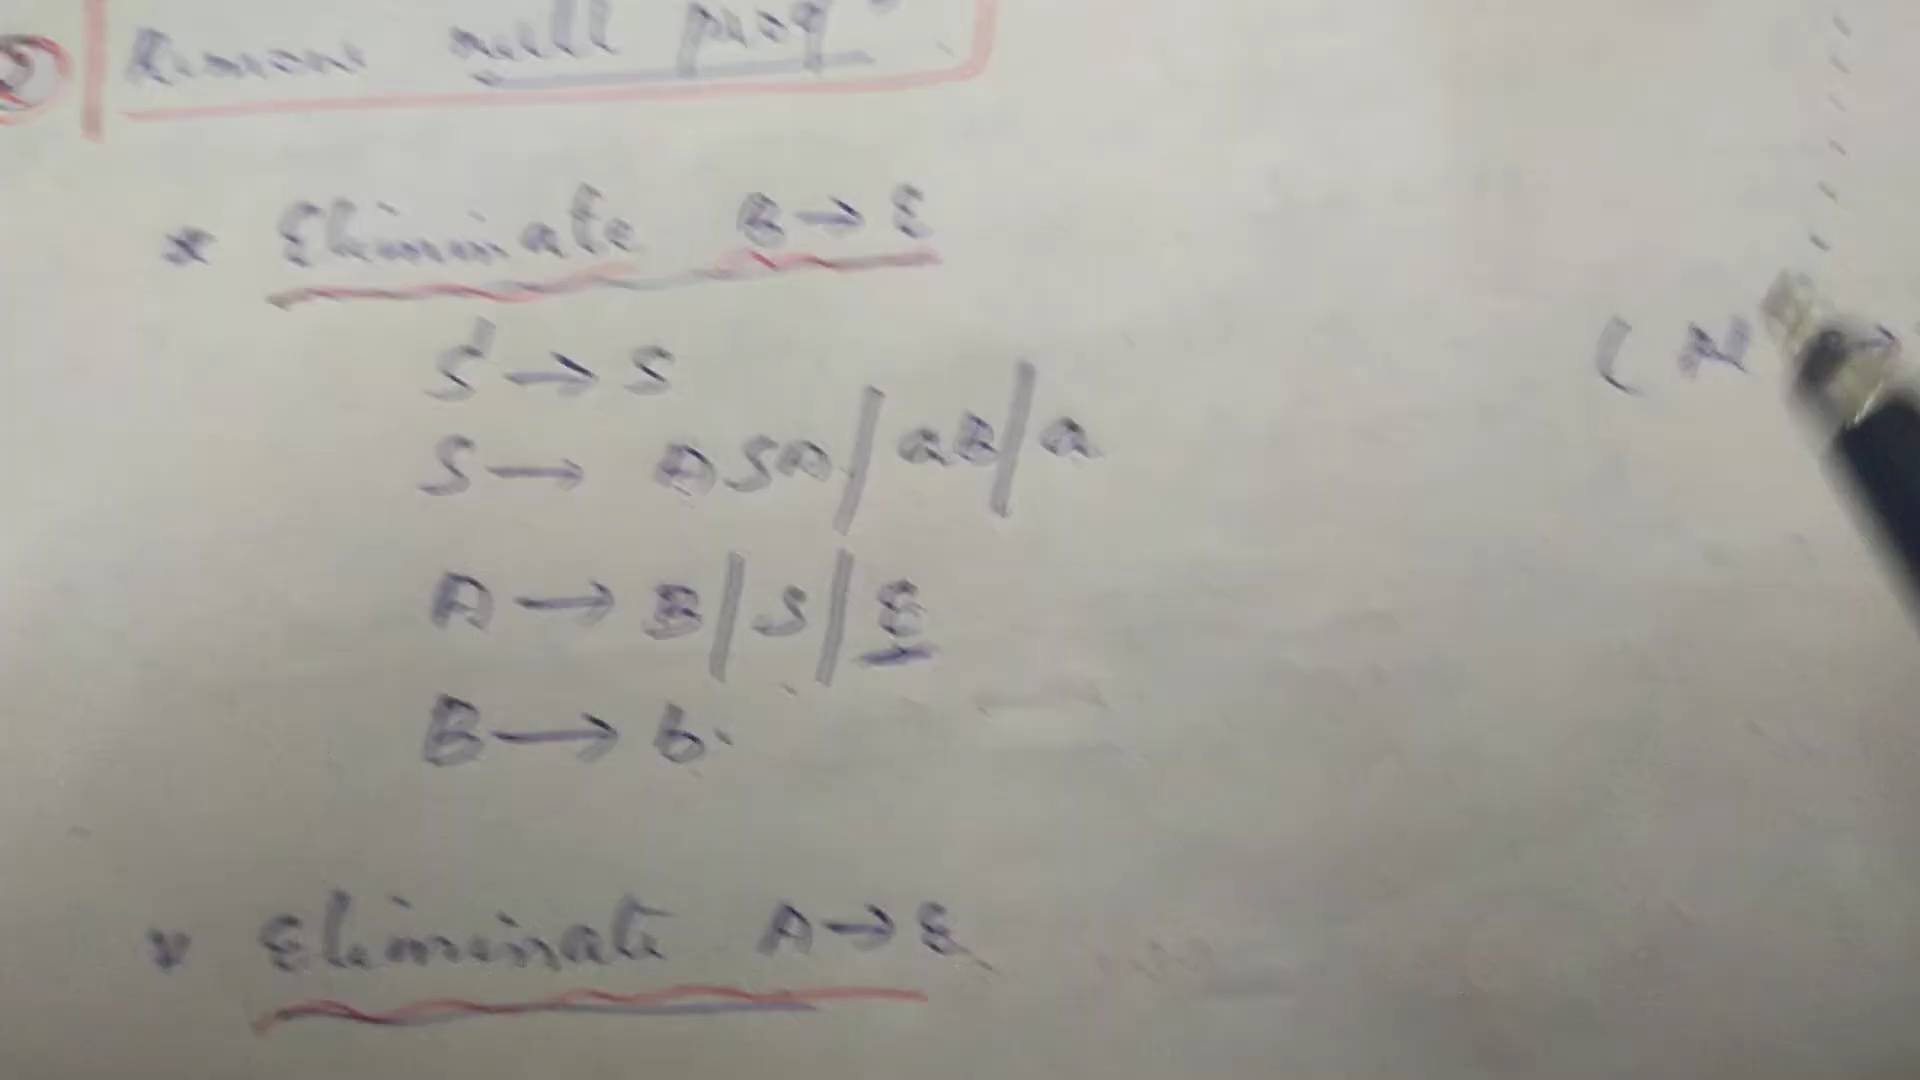 Remove null prod
* Eliminate B → ε
S' → S
S → ASA / aB / a
( N →
A → B / S / ε
B → b.
* Eliminate A → ε